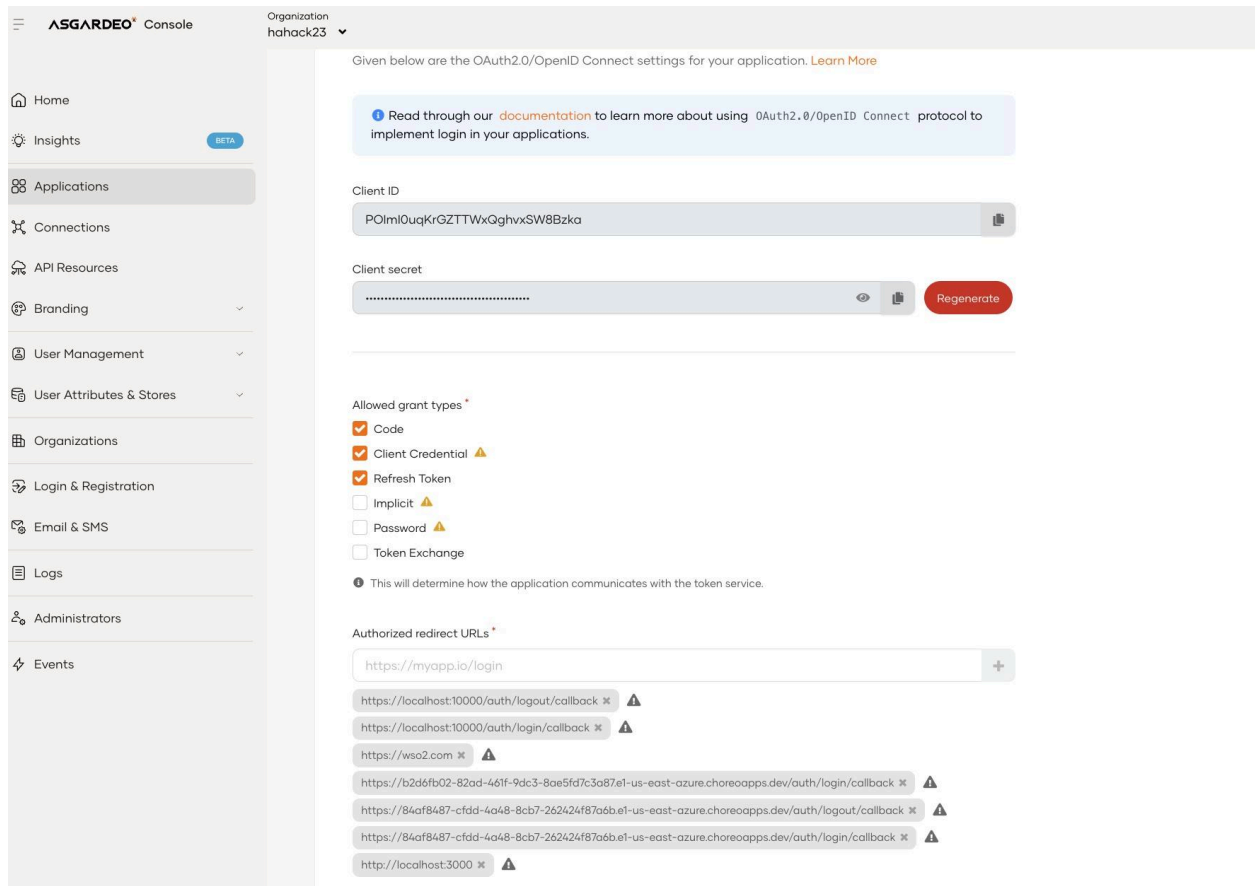 ASGARDEO Console
Organization
hahack23
Home
Insights BETA
Applications
Connections
API Resources
Branding
User Management
User Attributes & Stores
Organizations
Login & Registration
Email & SMS
Logs
Administrators
Events
Given below are the OAuth2.0/OpenID Connect settings for your application. Learn More
Read through our documentation to learn more about using OAuth2.0/OpenID Connect protocol to
implement login in your applications.
Client ID
POlmI0uqKrGZTTWxQghvxSW8Bzka
Client secret
Regenerate
Allowed grant types *
Code
Client Credential
Refresh Token
Implicit
Password
Token Exchange
This will determine how the application communicates with the token service.
Authorized redirect URLs *
https://myapp.io/login
https://localhost:10000/auth/logout/callback
https://localhost:10000/auth/login/callback
https://wso2.com
https://b2d6fb02-82ad-461f-9dc3-8ae5fd7c3a87.e1-us-east-azure.choreoapps.dev/auth/login/callback
https://84af8487-cfdd-4a48-8cb7-262424f87a6b.e1-us-east-azure.choreoapps.dev/auth/logout/callback
https://84af8487-cfdd-4a48-8cb7-262424f87a6b.e1-us-east-azure.choreoapps.dev/auth/login/callback
http://localhost:3000